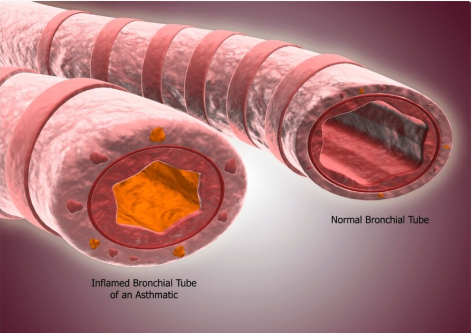 Normal Bronchial Tube
Inflamed Bronchial Tube
of an Asthmatic